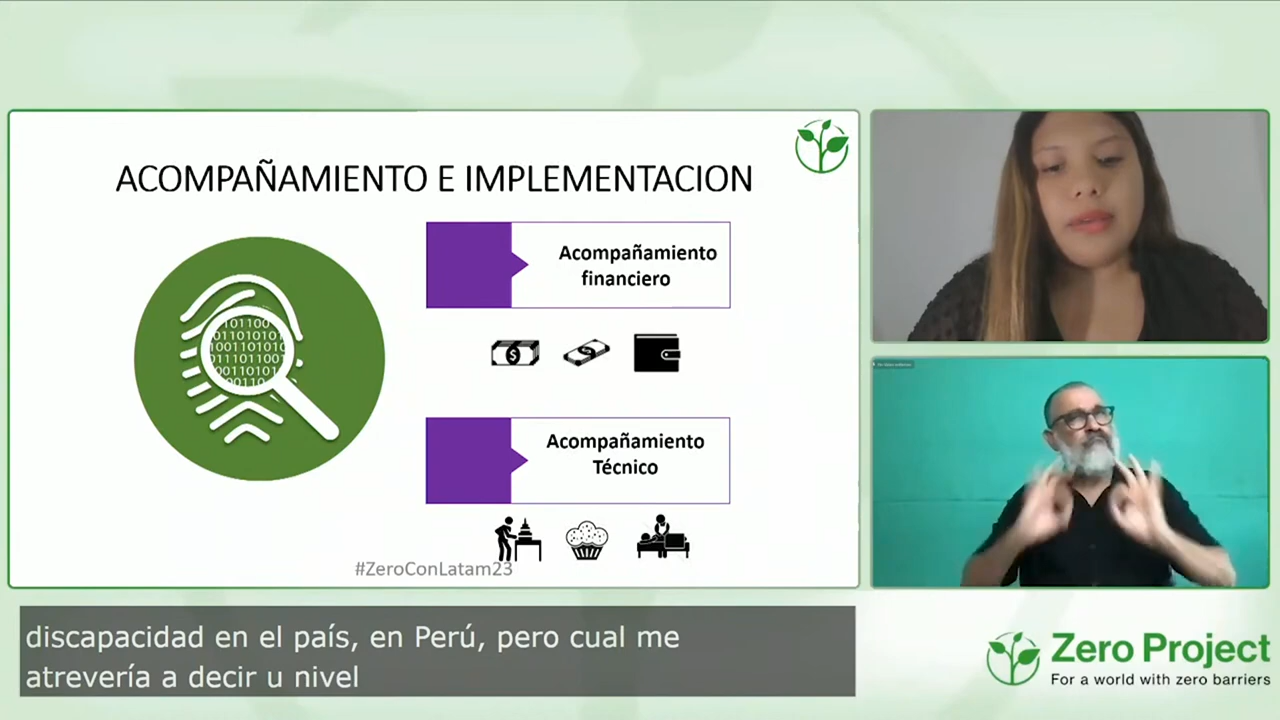 ACOMPAÑAMIENTO E IMPLEMENTACION
Acompañamiento
financiero
Acompañamiento
Técnico
#ZeroConLatam23
discapacidad en el país, en Perú, pero cual me
atrevería a decir u nivel
Zero Project
For a world with zero barriers